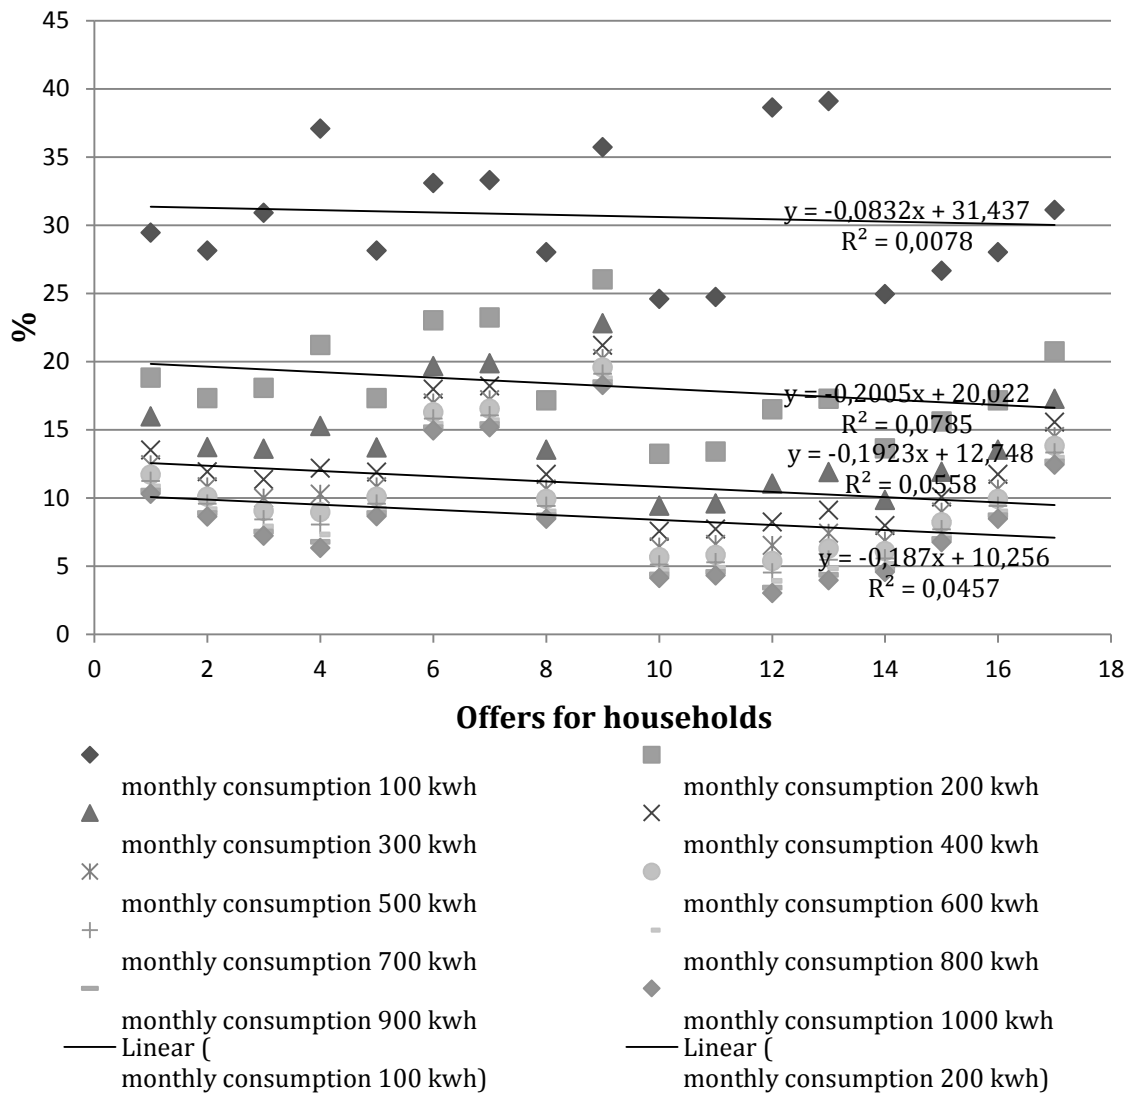 45
40
35
30
25
20
15
10
5
0
%
y = -0,0832x + 31,437
R² = 0,0078
y = -0,2005x + 20,022
R² = 0,0785
y = -0,1923x + 12,748
R² = 0,0558
y = -0,187x + 10,256
R² = 0,0457
0 2 4 6 8 10 12 14 16 18
Offers for households
monthly consumption 100 kwh
monthly consumption 200 kwh
monthly consumption 300 kwh
monthly consumption 400 kwh
monthly consumption 500 kwh
monthly consumption 600 kwh
monthly consumption 700 kwh
monthly consumption 800 kwh
monthly consumption 900 kwh
monthly consumption 1000 kwh
Linear (
monthly consumption 100 kwh)
Linear (
monthly consumption 200 kwh)